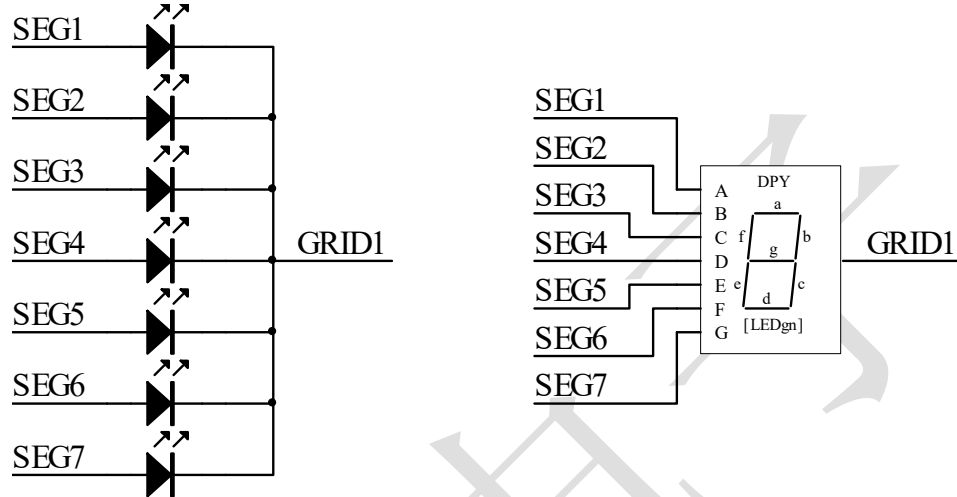 SEG1
SEG2
SEG3
SEG4
SEG5
SEG6
SEG7
GRID1
SEG1
SEG2
SEG3
SEG4
SEG5
SEG6
SEG7
A
B
C
D
E
F
G
DPY
a
f
b
g
e
c
d
[LEDgn]
GRID1